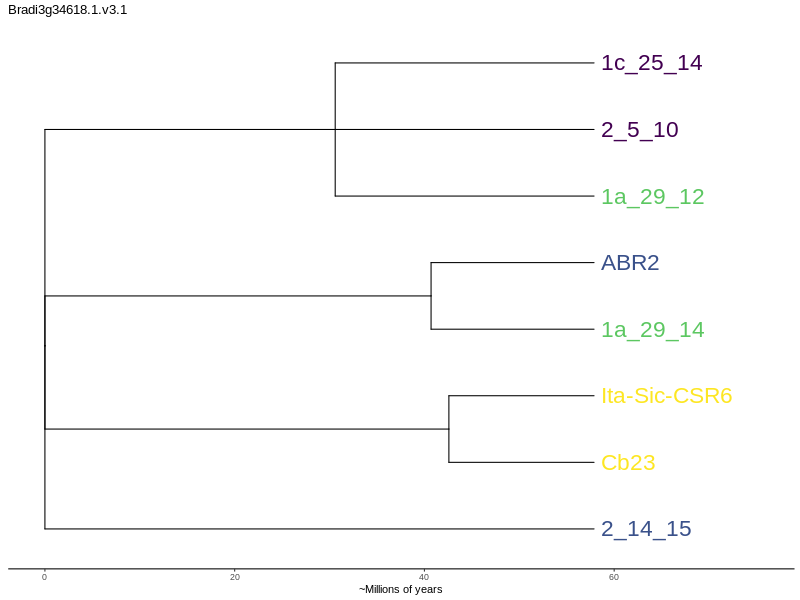 Bradi3g34618.1.v3.1
1c_25_14
2_5_10
1a_29_12
ABR2
1a_29_14
Ita-Sic-CSR6
Cb23
2_14_15
0 20 40 60
~Millions of years